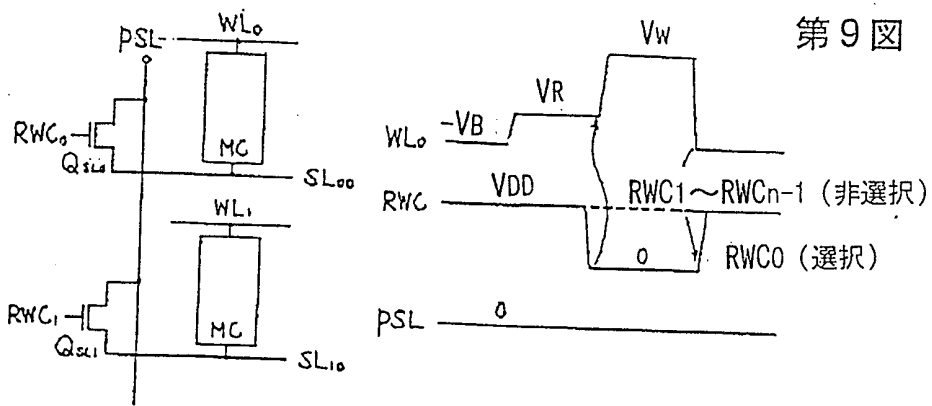 第9図
PSL
WL₀
RWC₀
QSL0
MC
SL₀₀
WL₁
RWC₁
QSL1
MC
SL₁₀
VW
VR
-VB
WL₀
VDD
RWC
RWC1〜RWCn-1 (非選択)
0
RWC0 (選択)
0
PSL